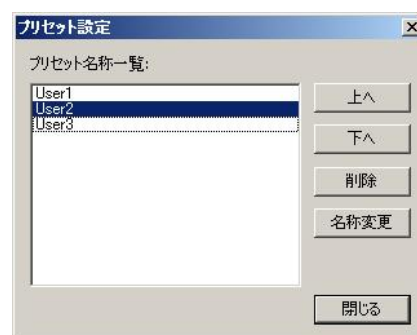 プリセット設定
プリセット名称一覧:
User1
User2
User3
上へ
下へ
削除
名称変更
閉じる